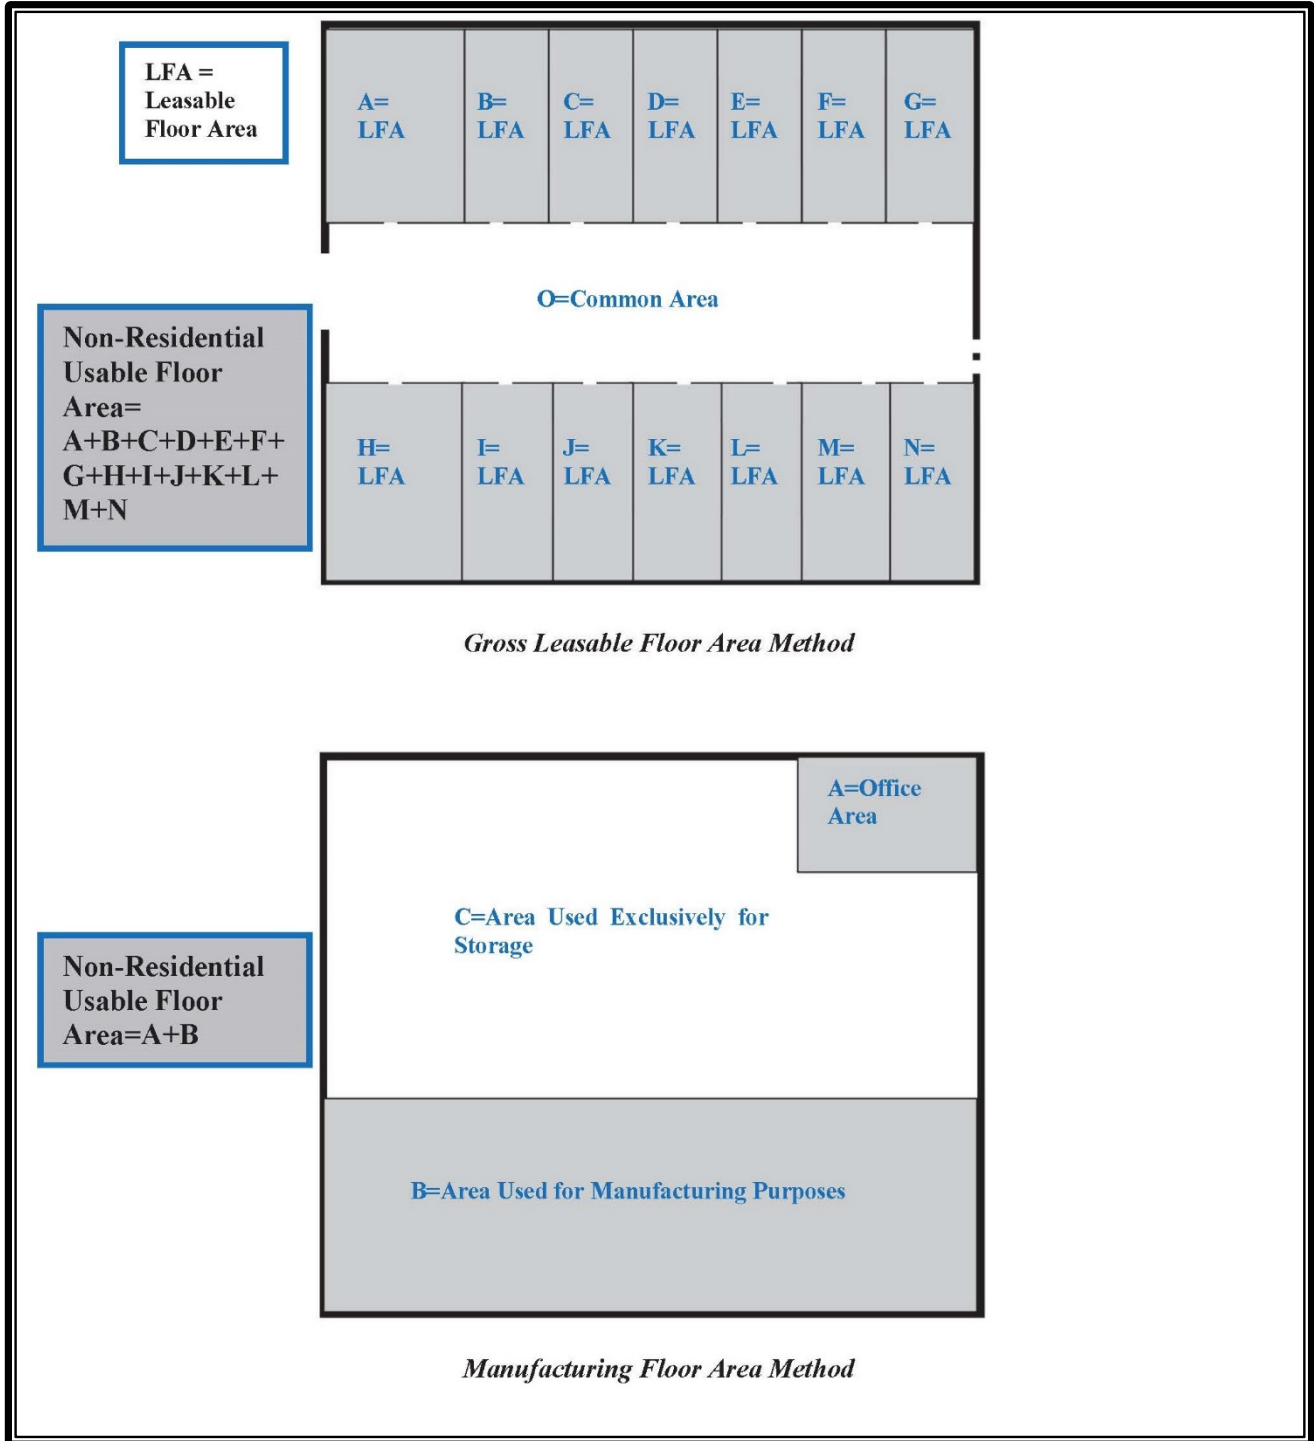 LFA =
Leasable
Floor Area
A=
LFA
B=
LFA
C=
LFA
D=
LFA
E=
LFA
F=
LFA
G=
LFA
O=Common Area
Non-Residential
Usable Floor
Area=
A+B+C+D+E+F+
G+H+I+J+K+L+
M+N
H=
LFA
I=
LFA
J=
LFA
K=
LFA
L=
LFA
M=
LFA
N=
LFA
Gross Leasable Floor Area Method
A=Office
Area
C=Area Used Exclusively for
Storage
Non-Residential
Usable Floor
Area=A+B
B=Area Used for Manufacturing Purposes
Manufacturing Floor Area Method